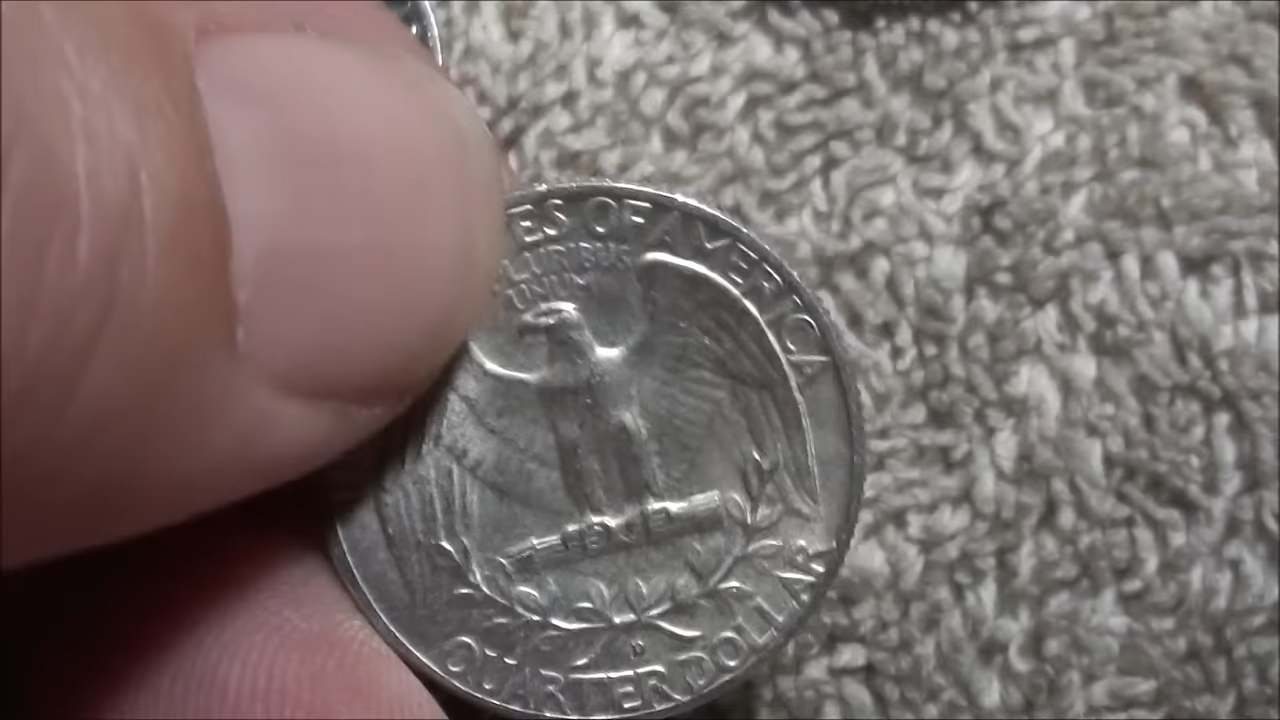 ES OF AMERICA
PLURIBUS
UNUM
D
QUARTER DOLLAR